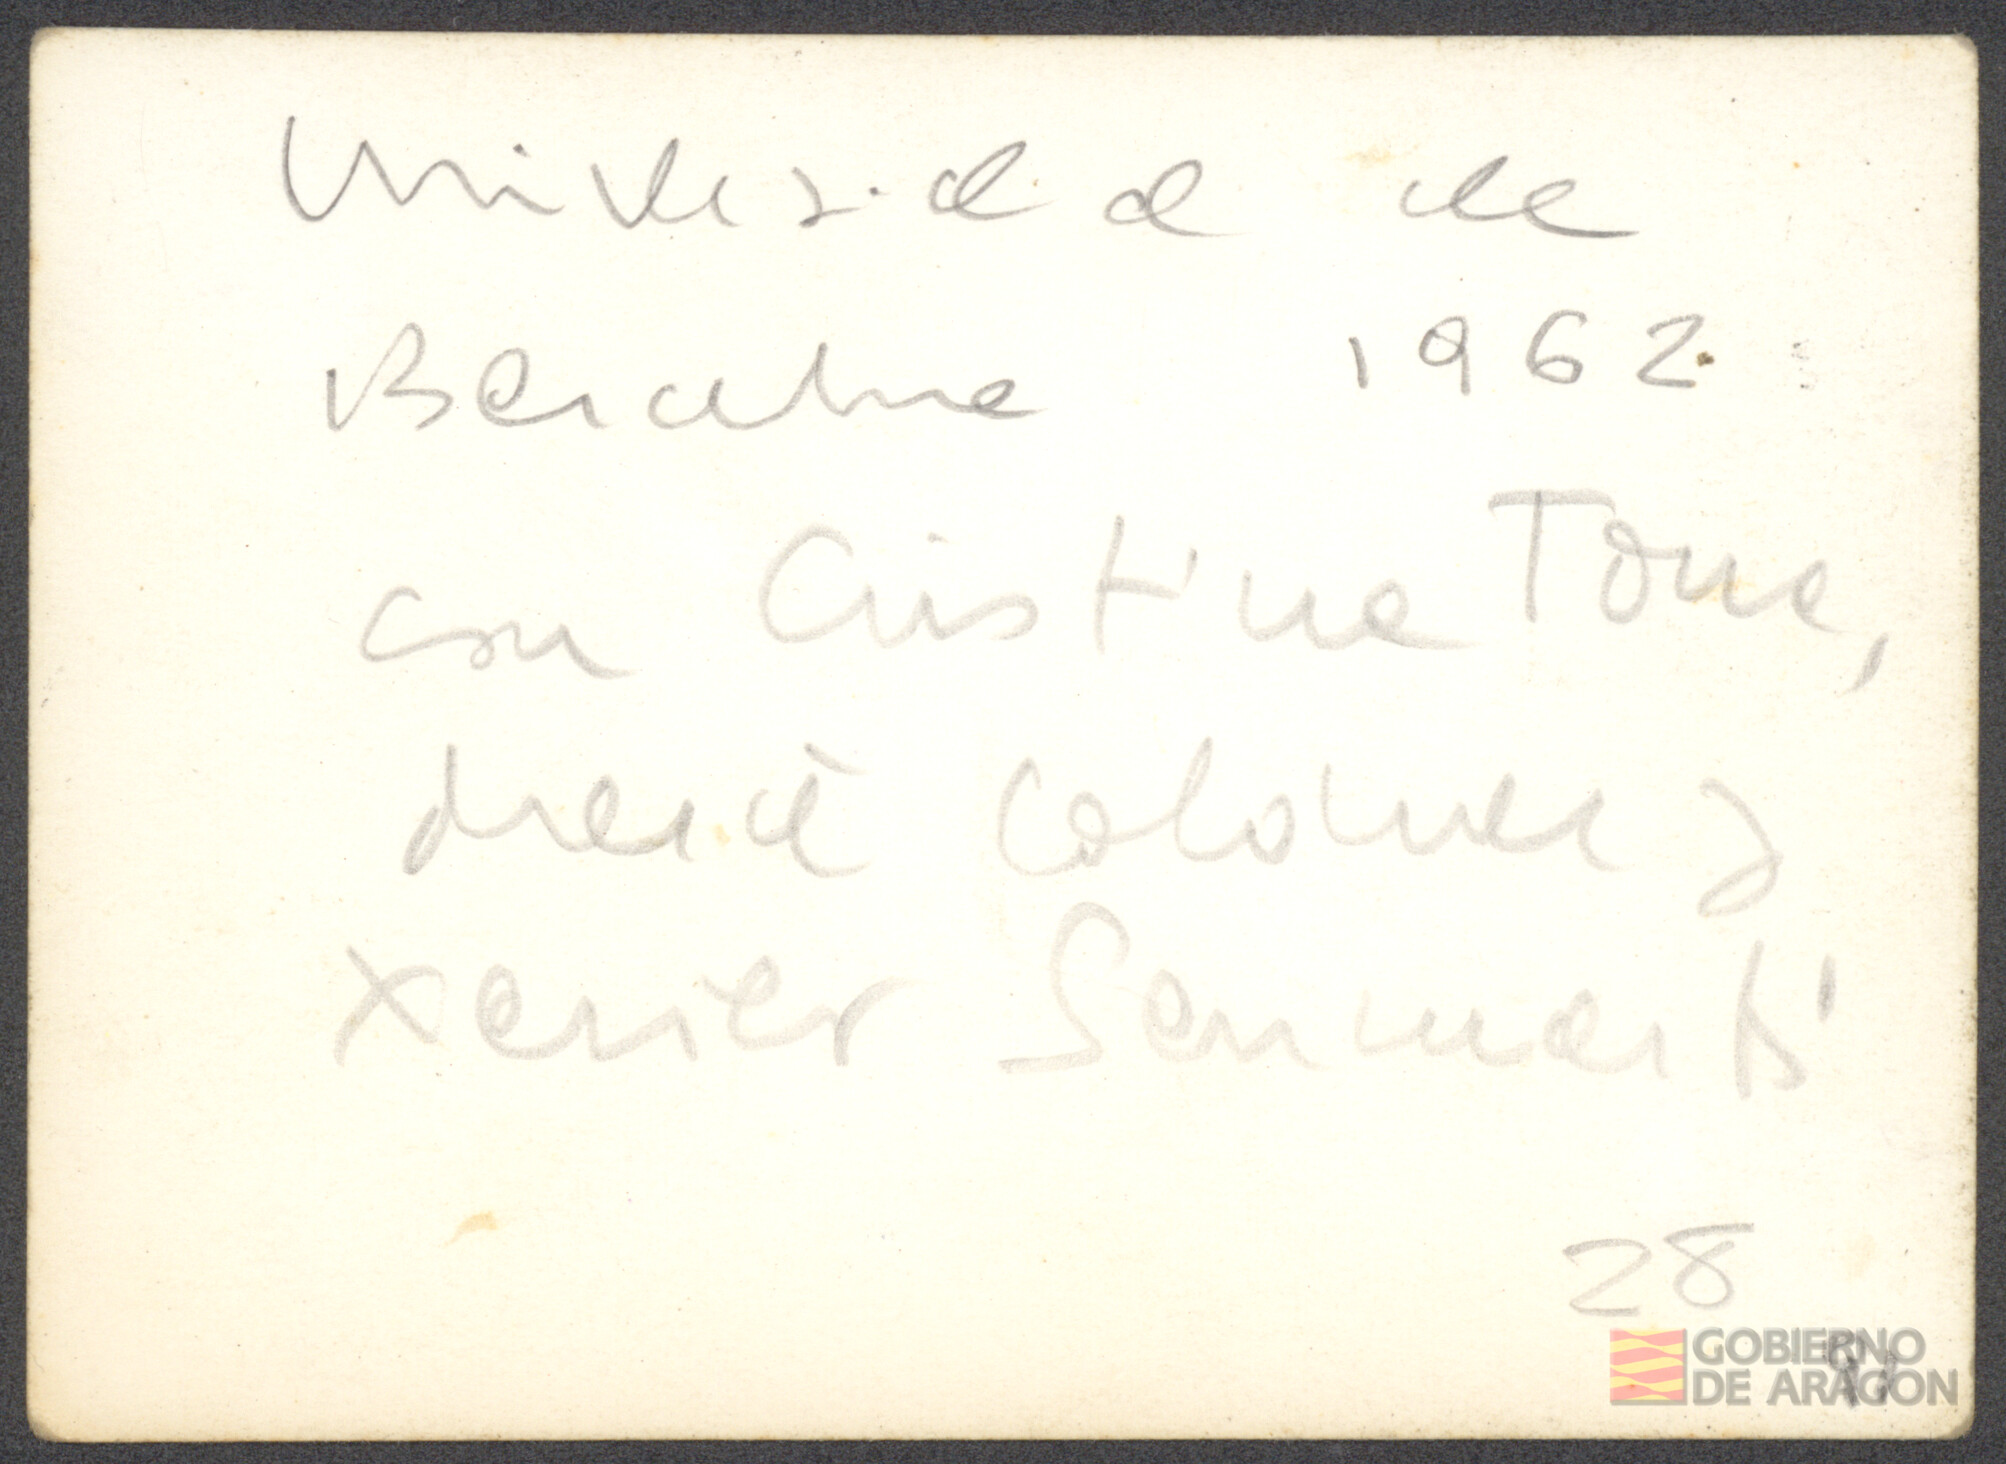 Universidad de
Barcelona 1962
con Cristina Torra,
Mercè Colomer y
Xavier Sanmartí
28
GOBIERNO
DE ARAGON